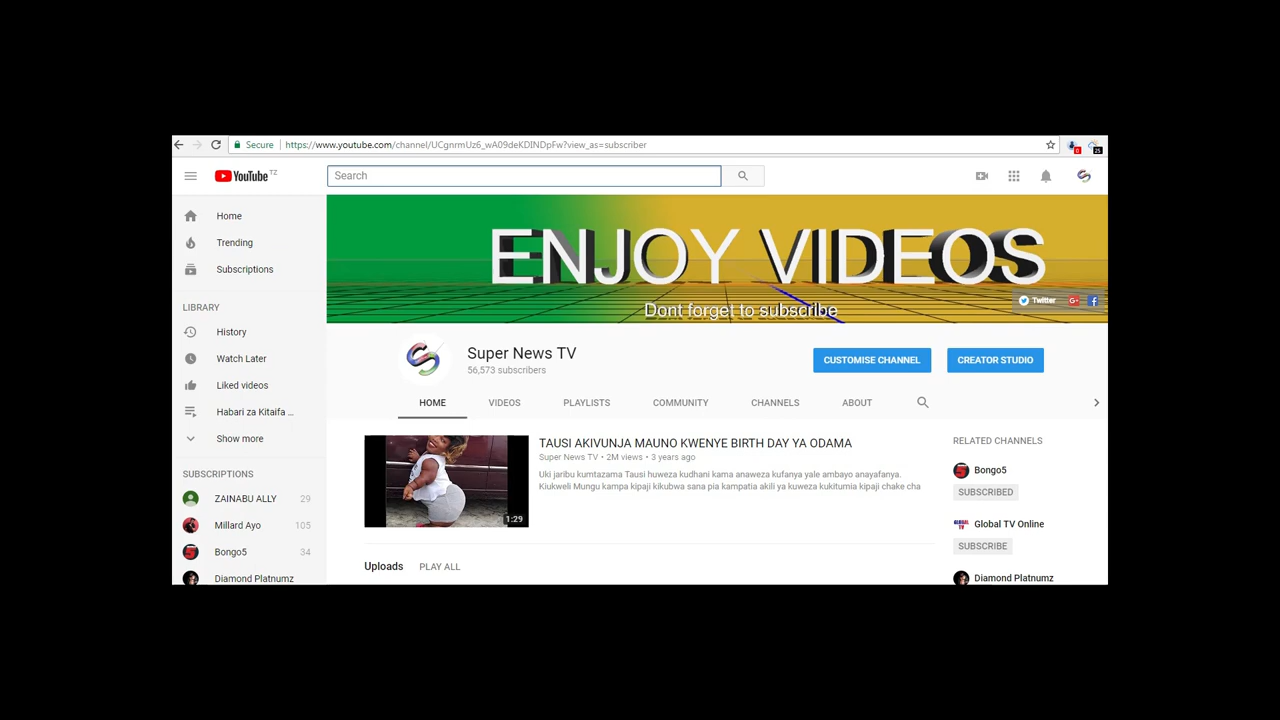 Secure
https://www.youtube.com/channel/UCgnrmUz6_wA09deKDINDpFw?view_as=subscriber
0
25
YouTube TZ
Search
Home
Trending
Subscriptions
LIBRARY
History
Watch Later
Liked videos
Habari za Kitaifa ...
Show more
SUBSCRIPTIONS
ZAINABU ALLY 29
Millard Ayo 105
Bongo5 34
Diamond Platnumz
ENJOY VIDEOS
Dont forget to subscribe
Twitter
Super News TV
56,573 subscribers
CUSTOMISE CHANNEL
CREATOR STUDIO
HOME VIDEOS PLAYLISTS COMMUNITY CHANNELS ABOUT
1:29
TAUSI AKIVUNJA MAUNO KWENYE BIRTH DAY YA ODAMA
Super News TV • 2M views • 3 years ago
Uki jaribu kumtazama Tausi huweza kudhani kama anaweza kufanya yale ambayo anayafanya.
Kiukweli Mungu kampa kipaji kikubwa sana pia kampatia akili ya kuweza kukitumia kipaji chake cha
Uploads PLAY ALL
RELATED CHANNELS
Bongo5
SUBSCRIBED
GLOBAL TV
Global TV Online
SUBSCRIBE
Diamond Platnumz